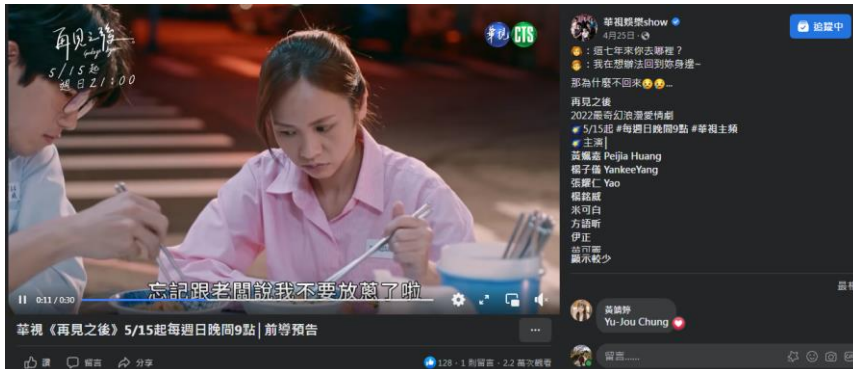 再見之後
Goodbye
5/15起
週日21:00
華視 CTS
忘記跟老闆說我不要放蔥了啦
0:11 / 0:30
華視《再見之後》5/15起每週日晚間9點│前導預告
...
讚
留言
分享
128 · 1 則留言 · 2.2 萬次觀看
華視娛樂show
4月25日 ·
追蹤中
：這七年來你去哪裡？
：我在想辦法回到妳身邊~
那為什麼不回來😢😢...
再見之後
2022最奇幻浪漫愛情劇
5/15起 #每週日晚間9點 #華視主頻
主演│
黃姵嘉 Peijia Huang
楊子儀 YankeeYang
張耀仁 Yao
楊銘威
米可白
方語昕
伊正
顯示較少
Yu-Jou Chung
留言......